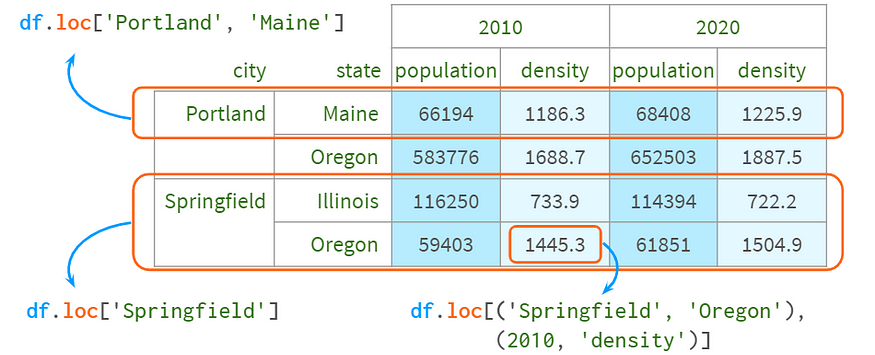 df.loc['Portland', 'Maine']
2010 2020
city state population density population density
Portland Maine 66194 1186.3 68408 1225.9
Oregon 583776 1688.7 652503 1887.5
Springfield Illinois 116250 733.9 114394 722.2
Oregon 59403 1445.3 61851 1504.9
df.loc['Springfield']
df.loc[('Springfield', 'Oregon'),
(2010, 'density')]